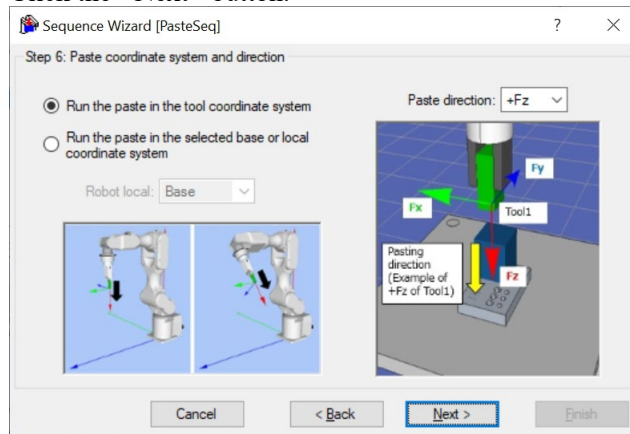 Sequence Wizard [PasteSeq]
?
Step 6: Paste coordinate system and direction
Run the paste in the tool coordinate system
Run the paste in the selected base or local
coordinate system
Robot local: Base
Paste direction: +Fz
Fy
Fx
Tool1
Pasting
direction
(Example of
+Fz of Tool1)
Fz
Cancel
< Back
Next >
Finish